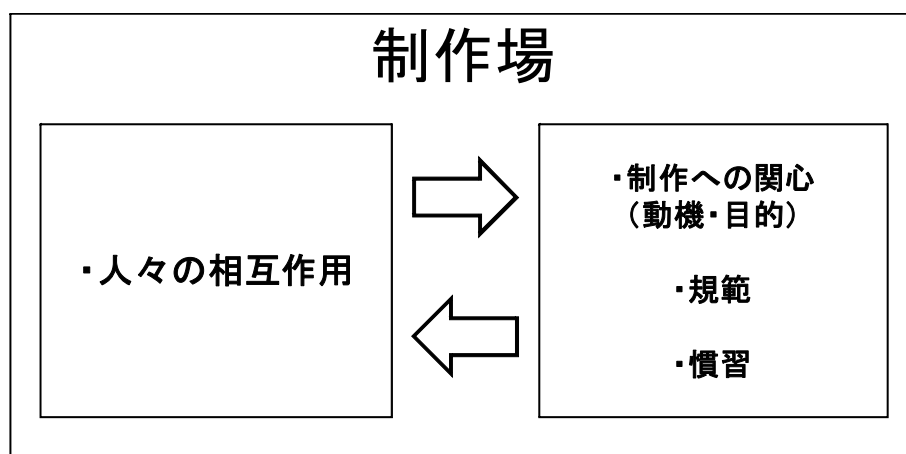 制作場
・人々の相互作用
・制作への関心
（動機・目的）
・規範
・慣習